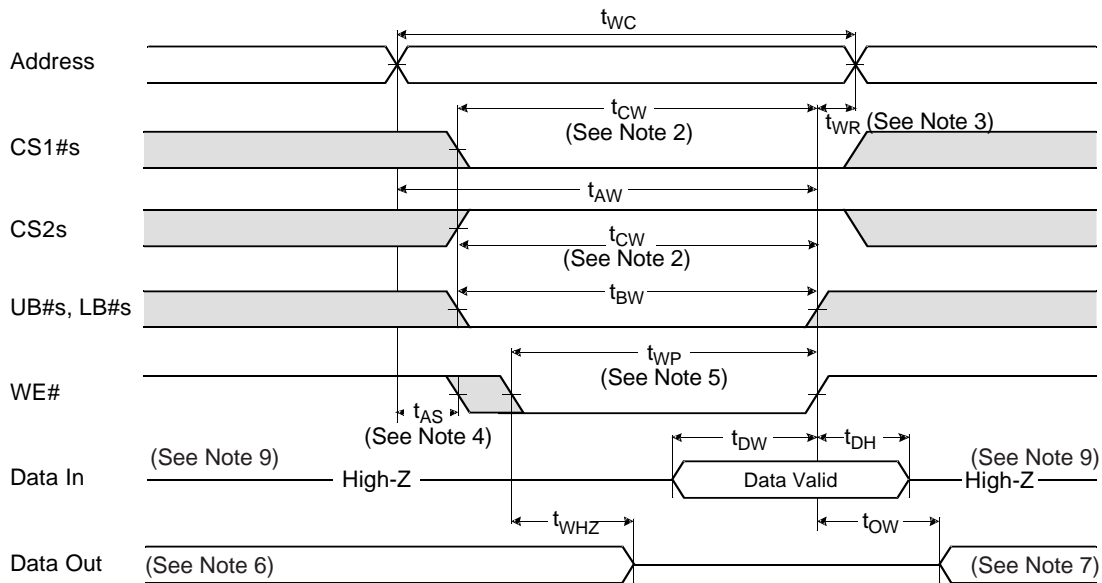 tWC
Address
tCW
(See Note 2)
tWR (See Note 3)
CS1#s
tAW
CS2s
tCW
(See Note 2)
UB#s, LB#s
tBW
WE#
tWP
(See Note 5)
tAS
(See Note 4)
tDW
tDH
(See Note 9)
(See Note 9)
Data In
High-Z
Data Valid
High-Z
tWHZ
tOW
Data Out
(See Note 6)
(See Note 7)